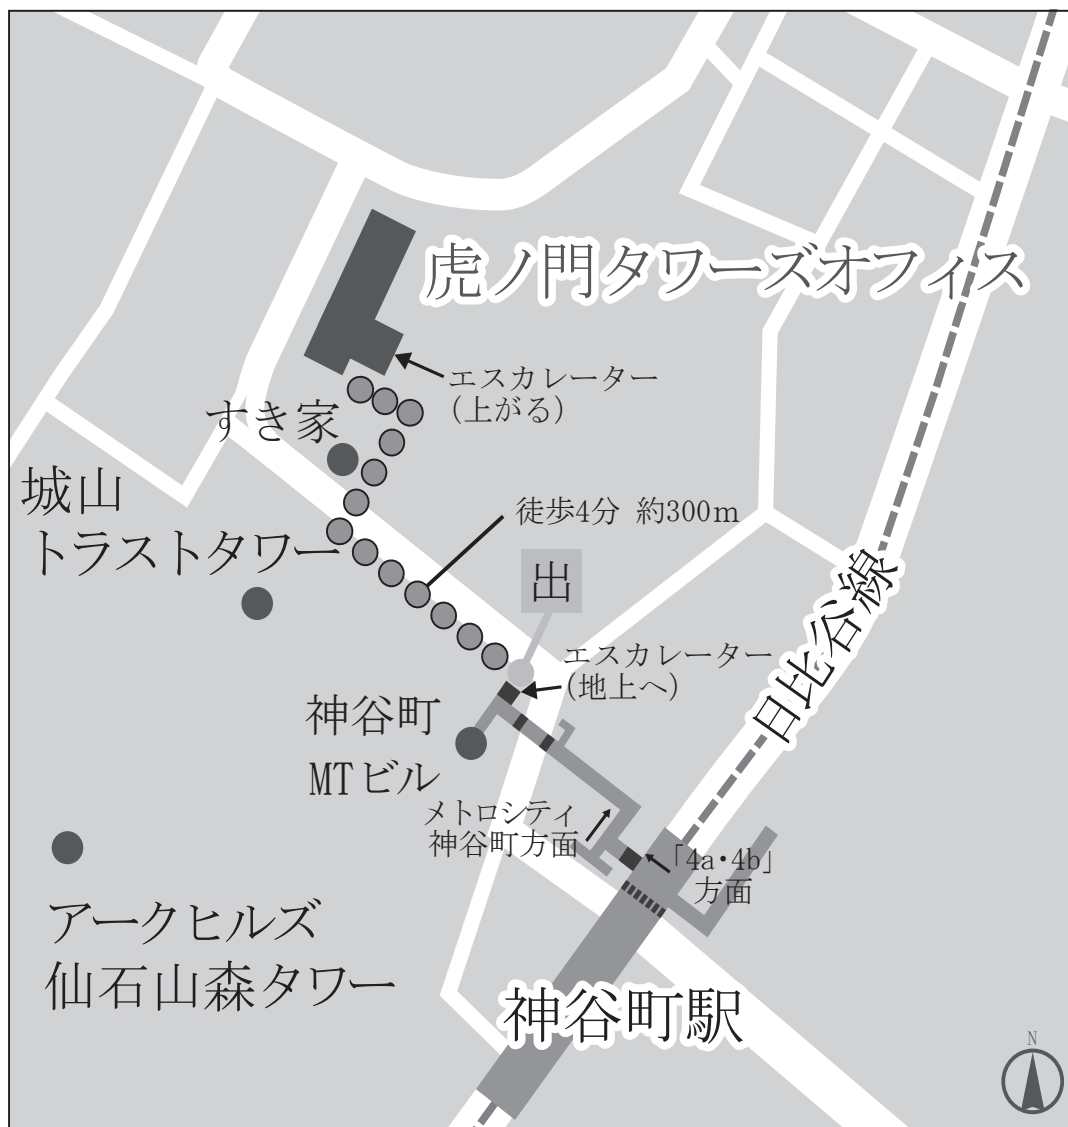 虎ノ門タワーズオフィス
エスカレーター
(上がる)
すき家
城山
トラストタワー
徒歩4分 約300m
出
日比谷線
エスカレーター
(地上へ)
神谷町
MTビル
メトロシティ
神谷町方面
「4a・4b」
方面
アークヒルズ
仙石山森タワー
神谷町駅
N